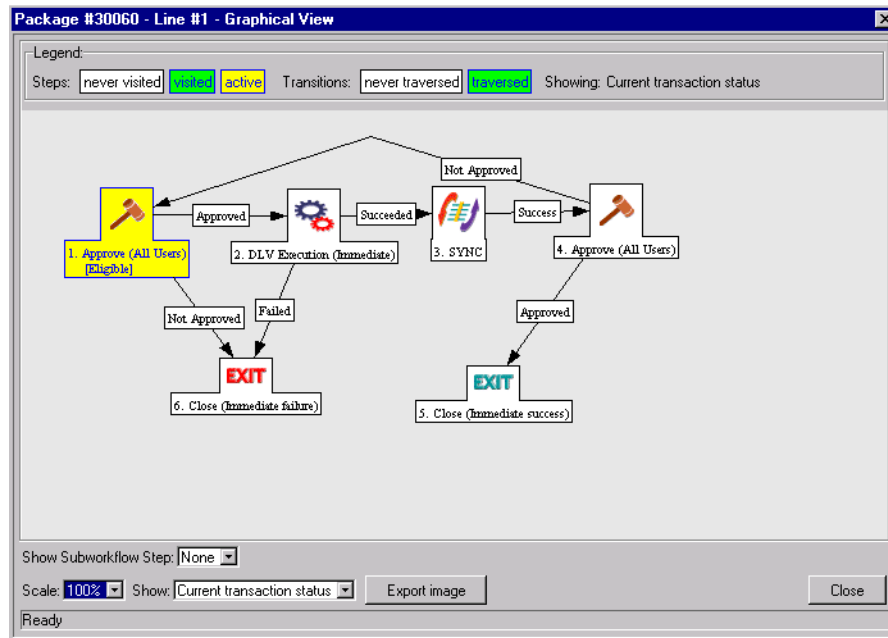 Package #30060 - Line #1 - Graphical View
Legend:
Steps: never visited visited active Transitions: never traversed traversed Showing: Current transaction status
Not Approved
Approved
Succeeded
Success
1. Approve (All Users)
[Eligible]
2. DLV Execution (Immediate)
3. SYNC
4. Approve (All Users)
Not Approved
Failed
Approved
EXIT
6. Close (Immediate failure)
EXIT
5. Close (Immediate success)
Show Subworkflow Step: None
Scale: 100% Show: Current transaction status Export image Close
Ready